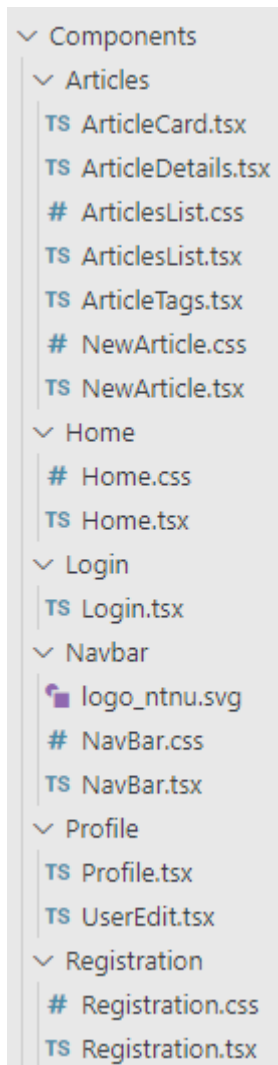 Components
Articles
TS ArticleCard.tsx
TS ArticleDetails.tsx
# ArticlesList.css
TS ArticlesList.tsx
TS ArticleTags.tsx
# NewArticle.css
TS NewArticle.tsx
Home
# Home.css
TS Home.tsx
Login
TS Login.tsx
Navbar
logo_ntnu.svg
# NavBar.css
TS NavBar.tsx
Profile
TS Profile.tsx
TS UserEdit.tsx
Registration
# Registration.css
TS Registration.tsx